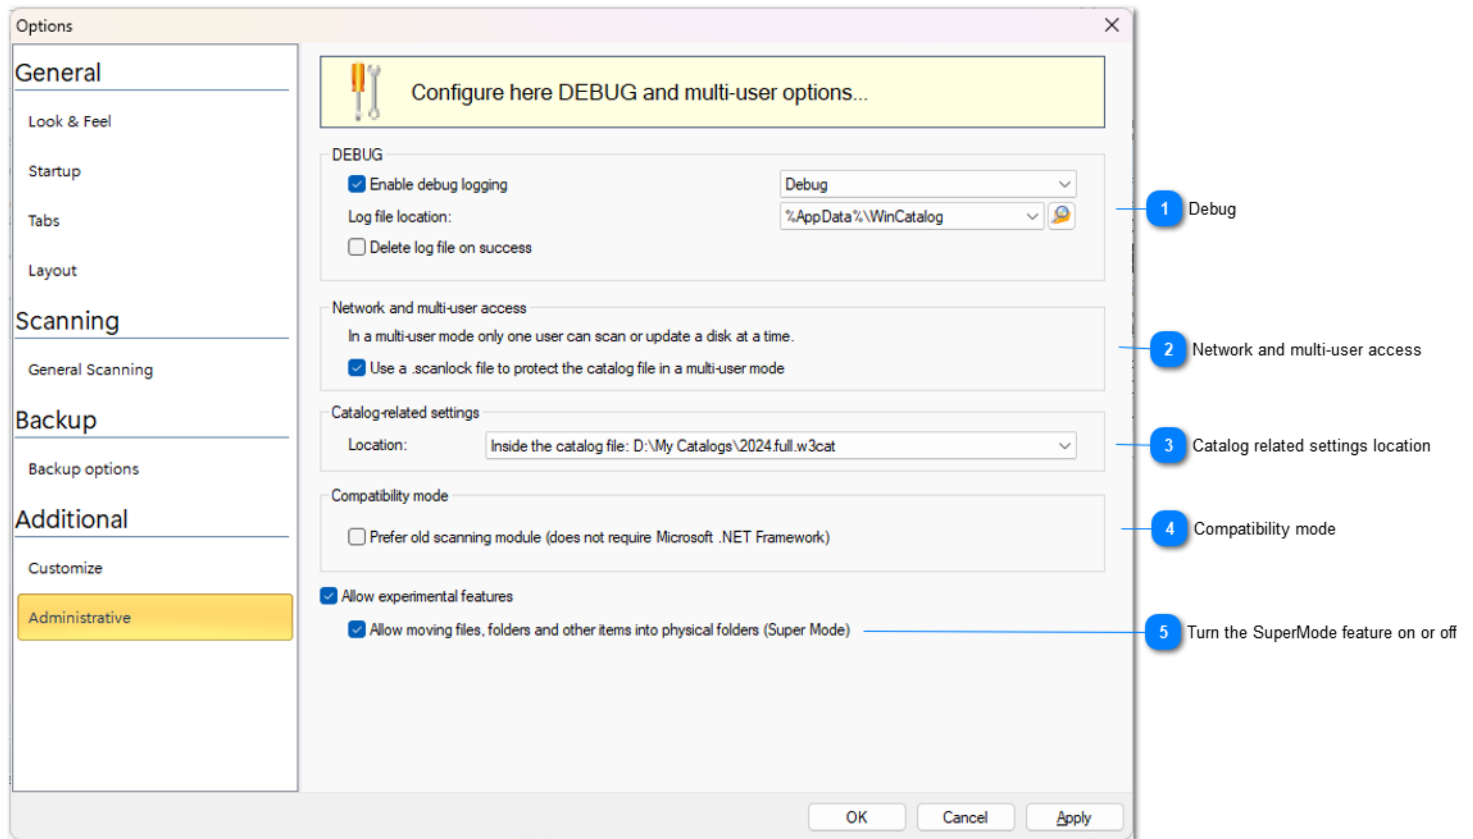 Options
General
Look & Feel
Startup
Tabs
Layout
Scanning
General Scanning
Backup
Backup options
Additional
Customize
Administrative
Configure here DEBUG and multi-user options...
DEBUG
Enable debug logging
Debug
Log file location:
%AppData%\WinCatalog
Delete log file on success
Network and multi-user access
In a multi-user mode only one user can scan or update a disk at a time.
Use a .scanlock file to protect the catalog file in a multi-user mode
Catalog-related settings
Location:
Inside the catalog file: D:\My Catalogs\2024.full.w3cat
Compatibility mode
Prefer old scanning module (does not require Microsoft .NET Framework)
Allow experimental features
Allow moving files, folders and other items into physical folders (Super Mode)
OK
Cancel
Apply
1 Debug
2 Network and multi-user access
3 Catalog related settings location
4 Compatibility mode
5 Turn the SuperMode feature on or off